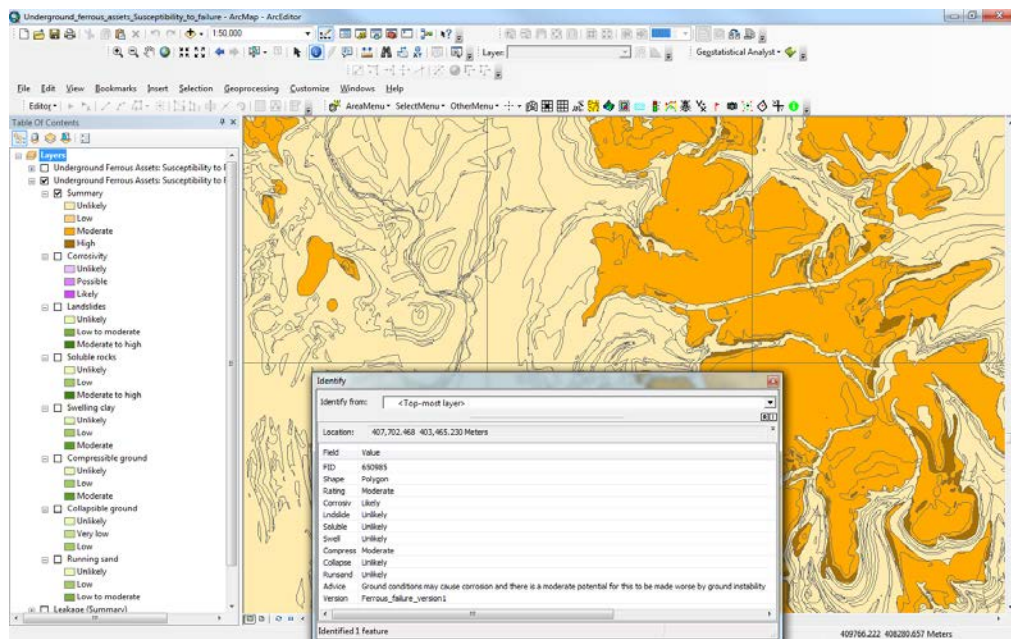 Underground_ferrous_assets_Susceptibility_to_failure - ArcMap - ArcEditor
1:50,000
Layer:
Geostatistical Analyst
File Edit View Bookmarks Insert Selection Geoprocessing Customize Windows Help
Editor
AreaMenu SelectMenu OtherMenu
Table Of Contents
Layers
Underground Ferrous Assets: Susceptibility to
Underground Ferrous Assets: Susceptibility to
Summary
Unlikely
Low
Moderate
High
Corrosivity
Unlikely
Possible
Likely
Landslides
Unlikely
Low to moderate
Moderate to high
Soluble rocks
Unlikely
Low
Moderate to high
Swelling clay
Unlikely
Low
Moderate
Compressible ground
Unlikely
Low
Moderate
Collapsible ground
Unlikely
Very low
Low
Running sand
Unlikely
Low
Low to moderate
Leakage (Summary)
Identify
Identify from: <Top-most layer>
Location: 407,702.468 403,465.230 Meters
Field Value
FID 650985
Shape Polygon
Rating Moderate
Corrosiv Likely
Lndslide Unlikely
Soluble Unlikely
Swell Unlikely
Compress Moderate
Collapse Unlikely
Runsand Unlikely
Advice Ground conditions may cause corrosion and there is a moderate potential for this to be made worse by ground instability
Version Ferrous_failure_version1
Identified 1 feature
409766.222 408280.657 Meters